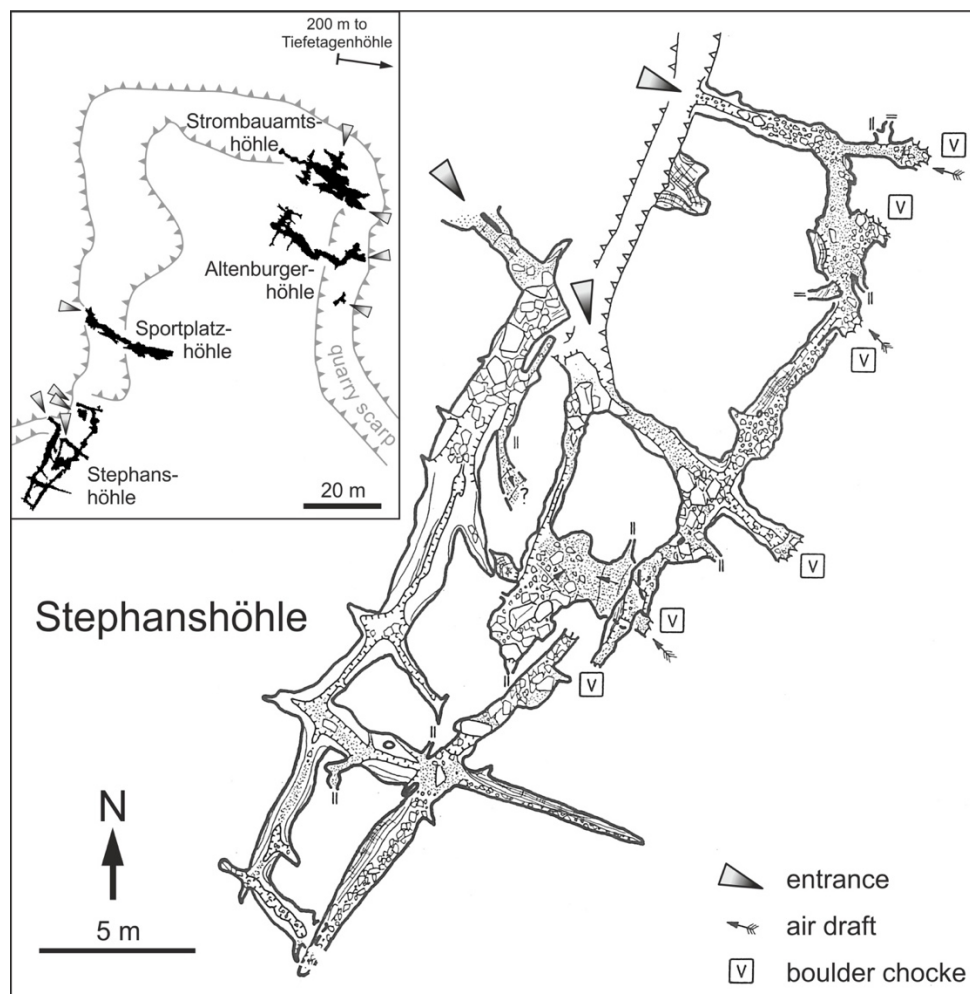 200 m to
Tiefetagenhöhle
Strombauamts-
höhle
Altenburger-
höhle
Sportplatz-
höhle
quarry scarp
Stephans-
höhle
20 m
?
V
V
V
V
V
V
Stephanshöhle
N
5 m
entrance
air draft
V boulder chocke